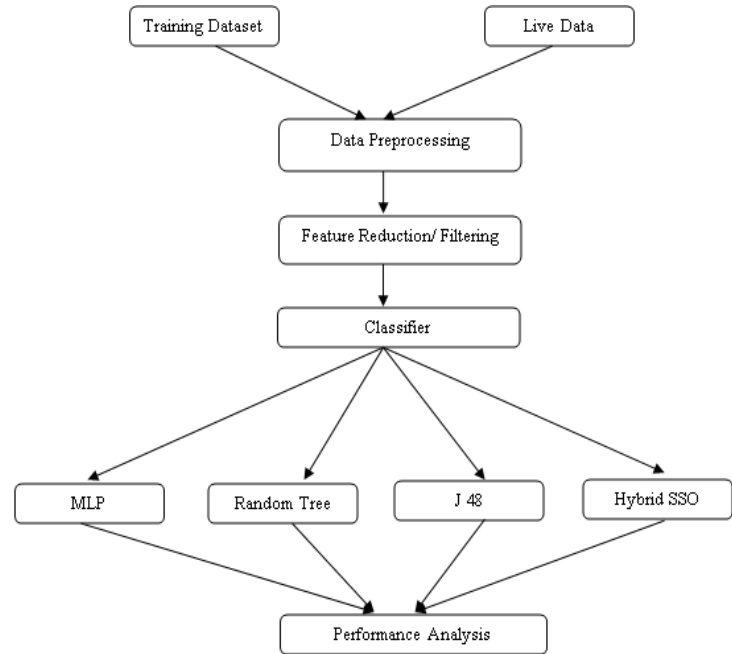 Training Dataset
Live Data
Data Preprocessing
Feature Reduction/ Filtering
Classifier
MLP
Random Tree
J 48
Hybrid SSO
Performance Analysis